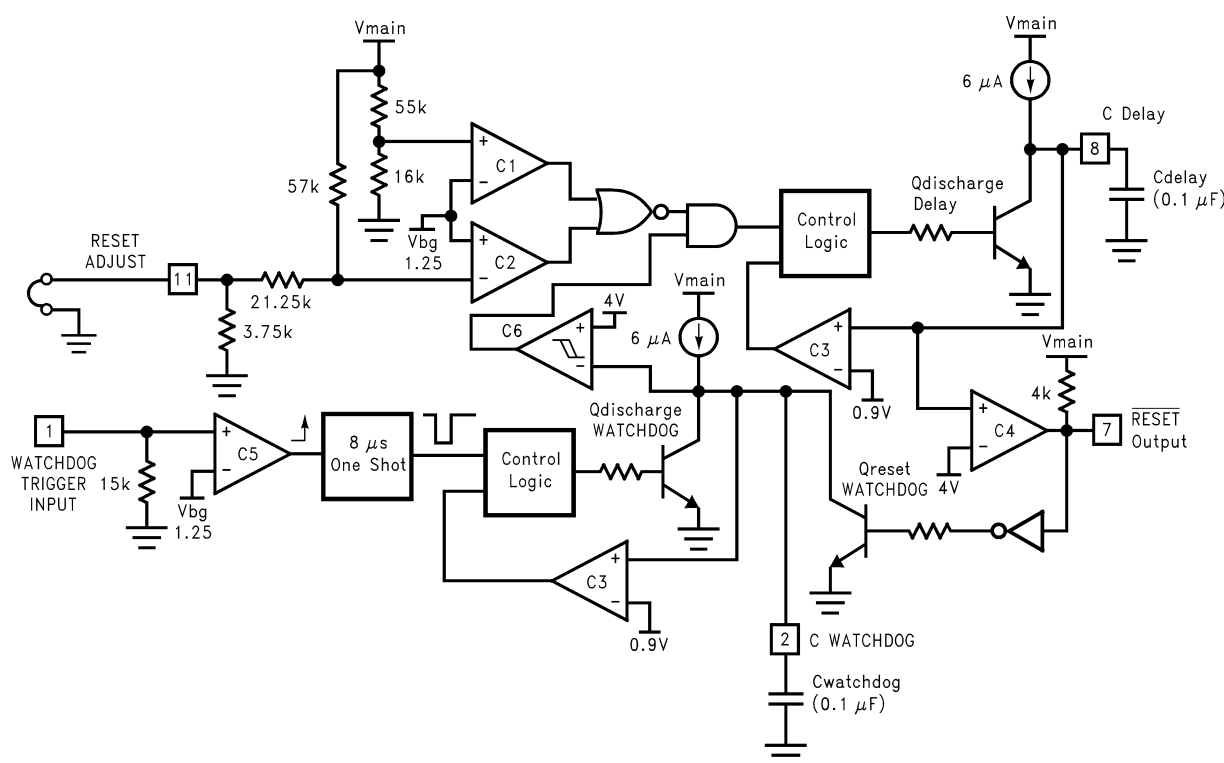 Vmain
Vmain
55k
6 μA
C Delay
+
C1
8
57k
16k
−
Qdischarge
Delay
Cdelay
(0.1 μF)
Control
Logic
RESET
ADJUST
Vbg
1.25
+
C2
−
11
Vmain
21.25k
4V
3.75k
C6
+
6 μA
+
C3
Vmain
−
−
0.9V
4k
Qdischarge
WATCHDOG
+
C4
7
RESET
Output
1
+
C5
8 μs
One Shot
−
4V
WATCHDOG
TRIGGER
INPUT
15k
−
Control
Logic
Qreset
WATCHDOG
Vbg
1.25
+
C3
−
0.9V
2
C WATCHDOG
Cwatchdog
(0.1 μF)